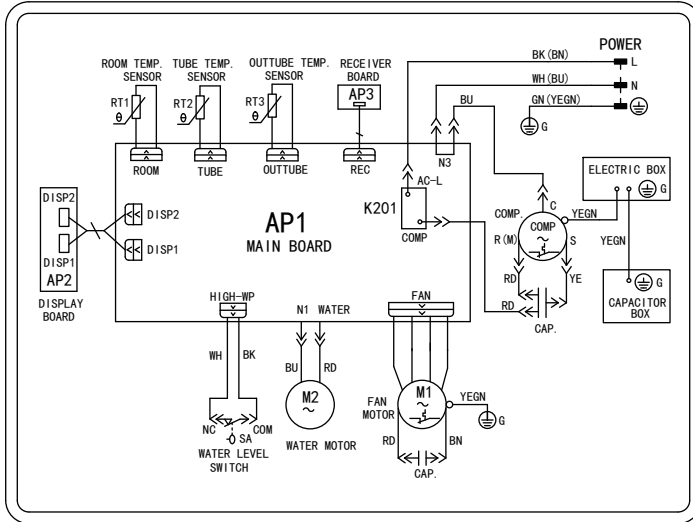 POWER
BK(BN)
L
WH(BU)
N
GN(YEGN)
G
BU
ROOM TEMP.
SENSOR
TUBE TEMP.
SENSOR
OUTTUBE TEMP.
SENSOR
RECEIVER
BOARD
AP3
RT1
θ
RT2
θ
RT3
θ
ROOM
TUBE
OUTTUBE
REC
N3
AC-L
K201
COMP
AP1
MAIN BOARD
DISP2
DISP1
AP2
DISPLAY
BOARD
DISP2
DISP1
ELECTRIC BOX
G
YEGN
YEGN
G
CAPACITOR
BOX
C
COMP.
COMP
R(M)
S
RD
YE
RD
CAP.
HIGH-WP
WH
BK
NC
COM
SA
WATER LEVEL
SWITCH
N1 WATER
BU
RD
M2
WATER MOTOR
FAN
M1
FAN
MOTOR
YEGN
G
RD
BN
CAP.